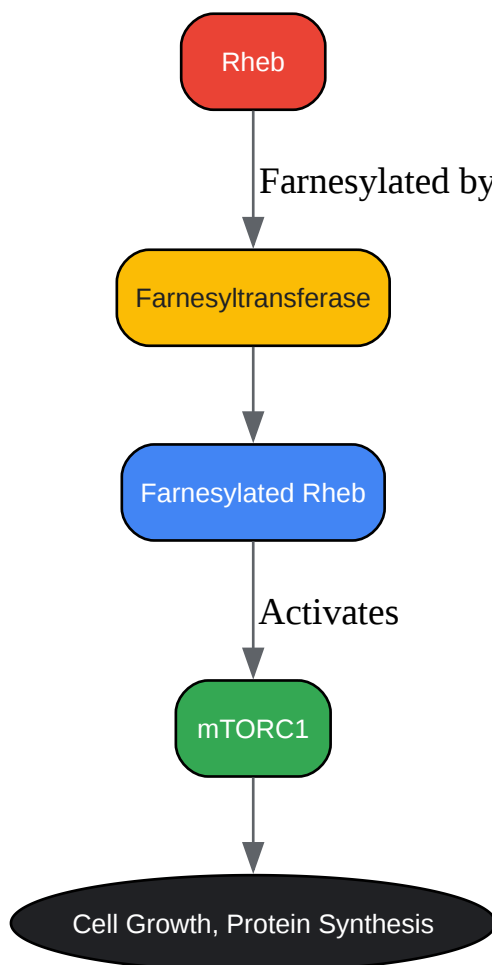 Rheb
Farnesylated by
Farnesyltransferase
Farnesylated Rheb
Activates
mTORC1
Cell Growth, Protein Synthesis